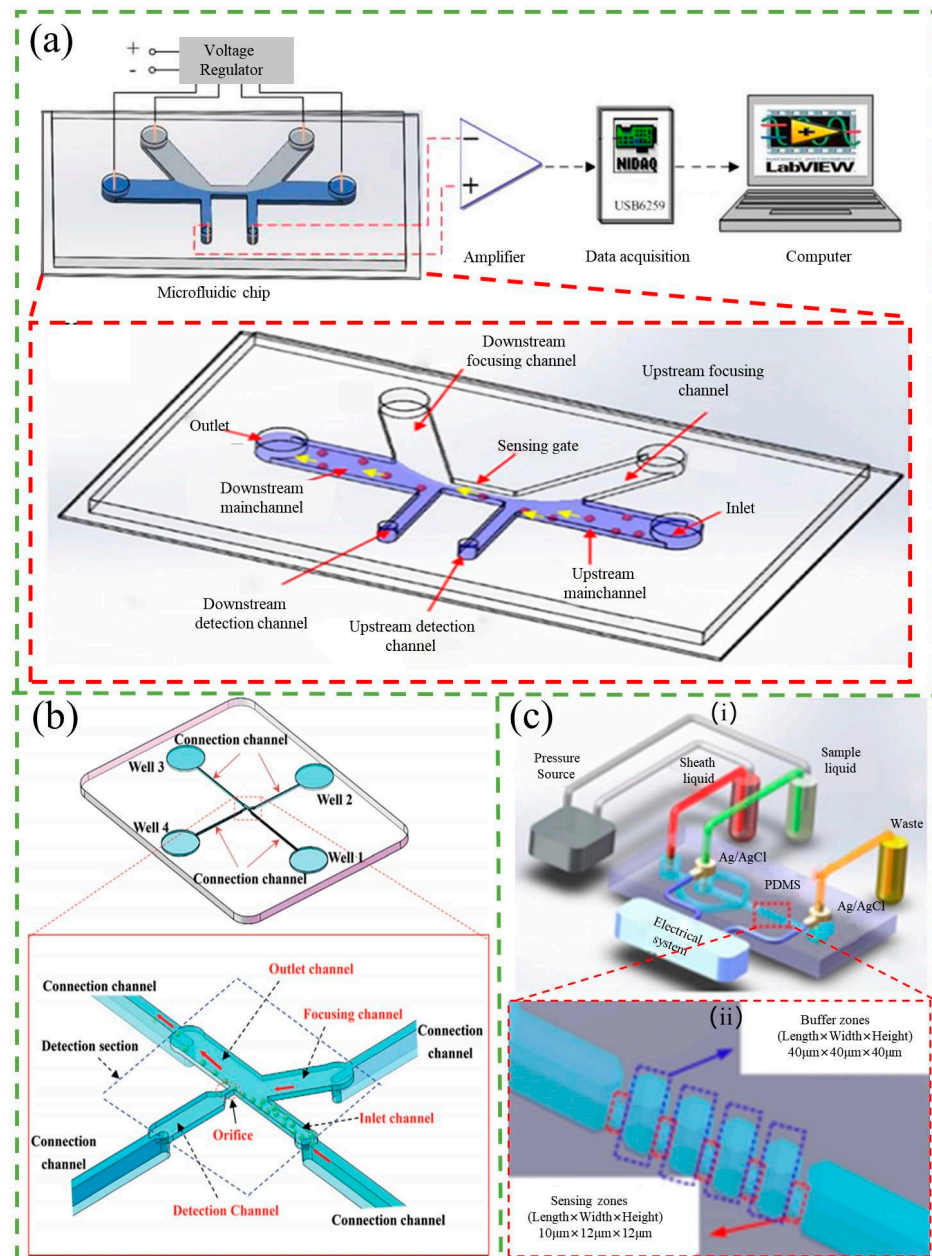 (a)
+
-
Voltage
Regulator
-
+
NIDAQ
USB6259
NATIONAL INSTRUMENTS
LabVIEW
Amplifier
Data acquisition
Computer
Microfluidic chip
Downstream
focusing channel
Upstream focusing
channel
Outlet
Sensing gate
Downstream
mainchannel
Inlet
Upstream
mainchannel
Downstream
detection channel
Upstream detection
channel
(b)
Connection channel
Well 3
Well 2
Well 4
Well 1
Connection channel
Outlet channel
Connection channel
Focusing channel
Connection
channel
Detection section
Inlet channel
Orifice
Connection
channel
Detection Channel
Connection channel
(c)
(i)
Pressure
Source
Sheath
liquid
Sample
liquid
Waste
Ag/AgCl
PDMS
Ag/AgCl
Electrical
system
(ii)
Buffer zones
(Length×Width×Height)
40μm×40μm×40μm
Sensing zones
(Length×Width×Height)
10μm×12μm×12μm